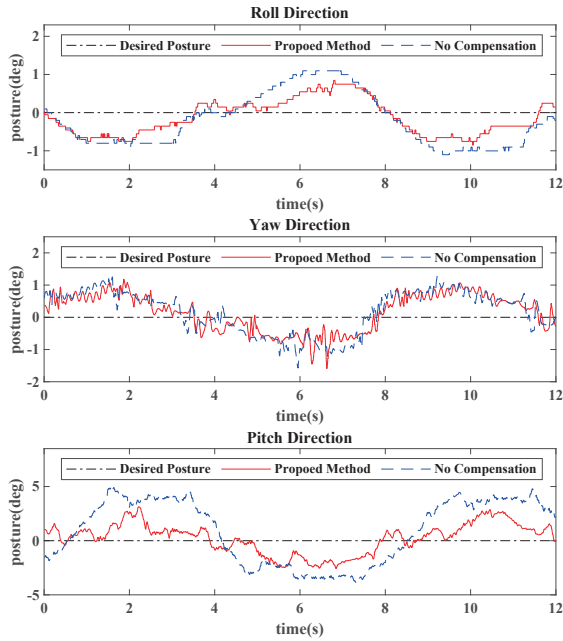 Roll Direction
Desired Posture Propoed Method No Compensation
posture(deg)
2
1
0
-1
0 2 4 6 8 10 12
time(s)
Yaw Direction
Desired Posture Propoed Method No Compensation
posture(deg)
2
1
0
-1
-2
0 2 4 6 8 10 12
time(s)
Pitch Direction
Desired Posture Propoed Method No Compensation
posture(deg)
5
0
-5
0 2 4 6 8 10 12
time(s)